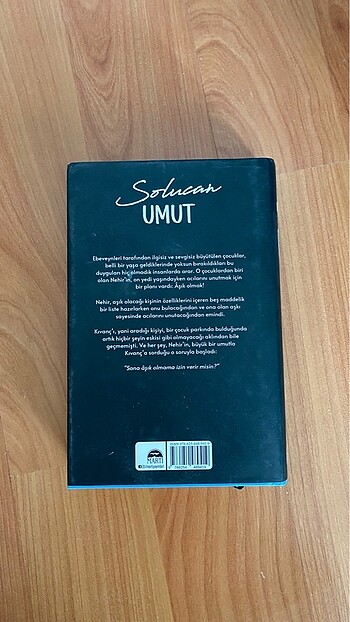 Solucan
UMUT
Ebeveynleri tarafından ilgisiz ve sevgisiz büyütülen çocuklar,
belli bir yaşa geldiklerinde yoksun bırakıldıkları bu
duyguları hiç olmadık insanlarda arar. O çocuklardan biri
olan Nehir'in, on yedi yaşındayken acılarını unutmak için
bir planı vardı: Âşık olmak!
Nehir, âşık olacağı kişinin özelliklerini içeren beş maddelik
bir liste hazırlarken onu bulacağından ve ona olan aşkı
sayesinde acılarını unutacağından emindi.
Kıvanç'ı, yani aradığı kişiyi, bir çocuk parkında bulduğunda
artık hiçbir şeyin eskisi gibi olmayacağı aklından bile
geçmemişti. Ve her şey, Nehir'in, büyük bir umutla
Kıvanç'a sorduğu o soruyla başladı:
"Sana âşık olmama izin verir misin?"
MARTI